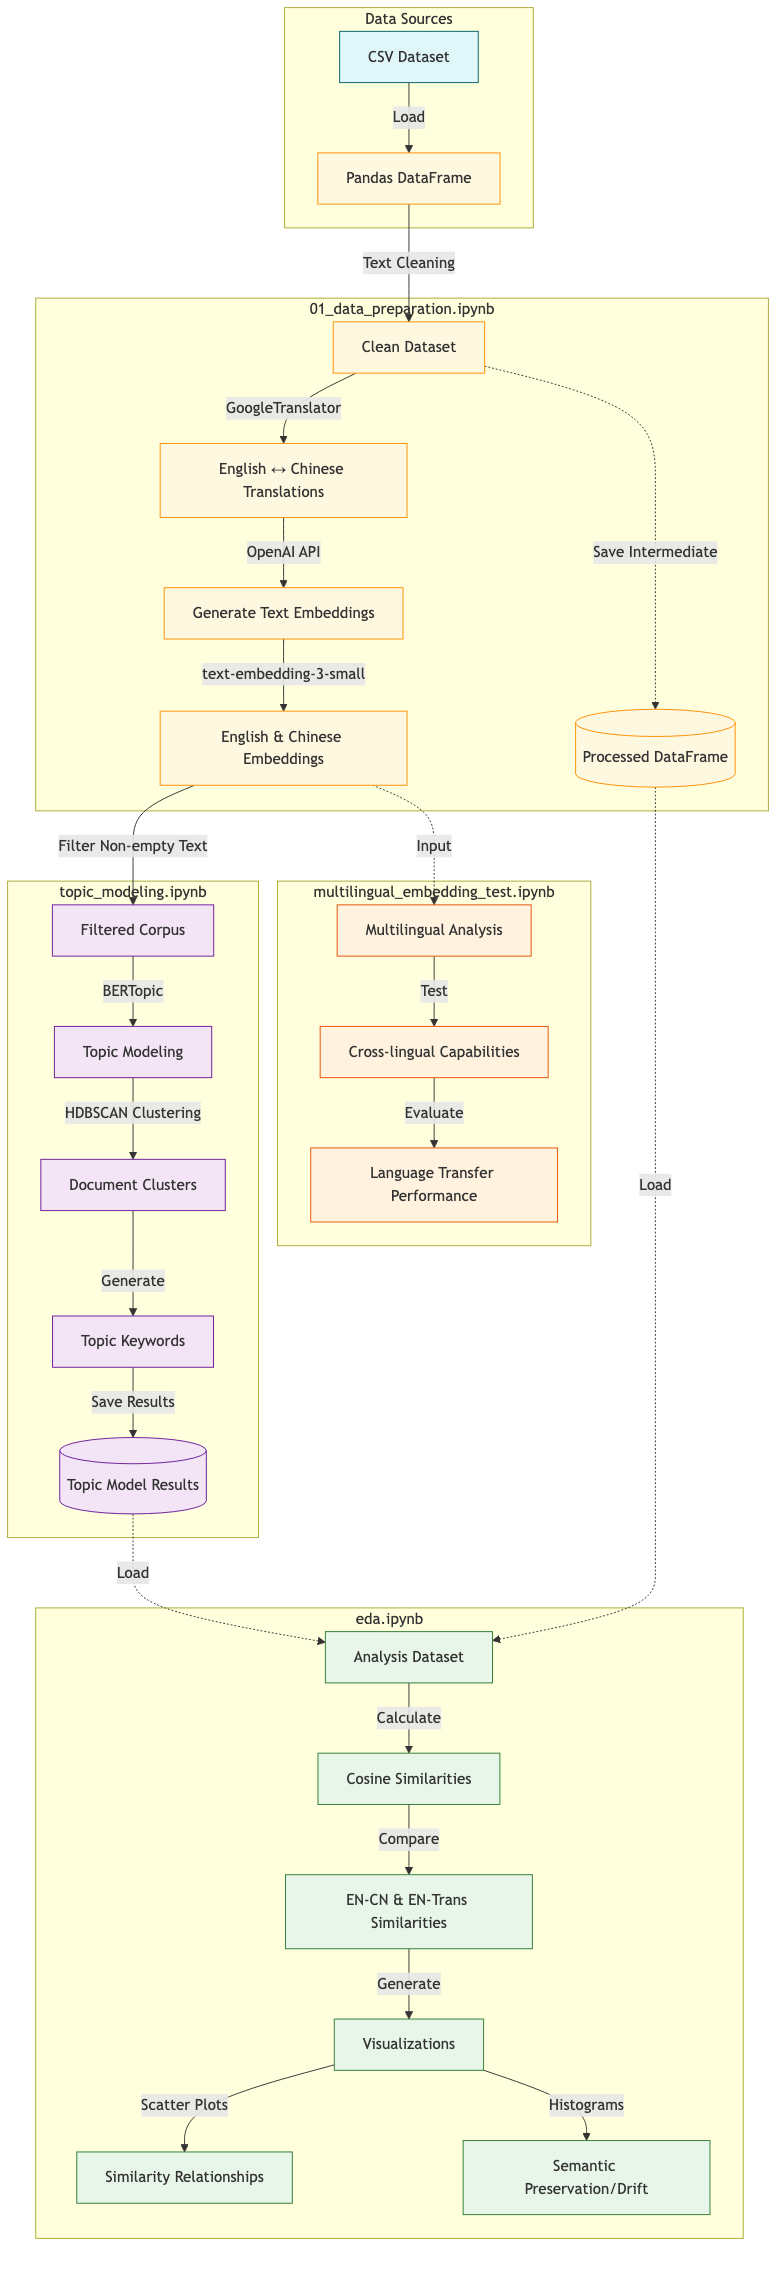 Data Sources
CSV Dataset
Load
Pandas DataFrame
Text Cleaning
01_data_preparation.ipynb
Clean Dataset
GoogleTranslator
English ↔ Chinese
Translations
OpenAI API
Save Intermediate
Generate Text Embeddings
text-embedding-3-small
English & Chinese
Embeddings
Processed DataFrame
Filter Non-empty Text
Input
topic_modeling.ipynb
Filtered Corpus
BERTopic
Topic Modeling
HDBSCAN Clustering
Document Clusters
Generate
Topic Keywords
Save Results
Topic Model Results
multilingual_embedding_test.ipynb
Multilingual Analysis
Test
Cross-lingual Capabilities
Evaluate
Language Transfer
Performance
Load
Load
eda.ipynb
Analysis Dataset
Calculate
Cosine Similarities
Compare
EN-CN & EN-Trans
Similarities
Generate
Visualizations
Scatter Plots
Histograms
Similarity Relationships
Semantic
Preservation/Drift